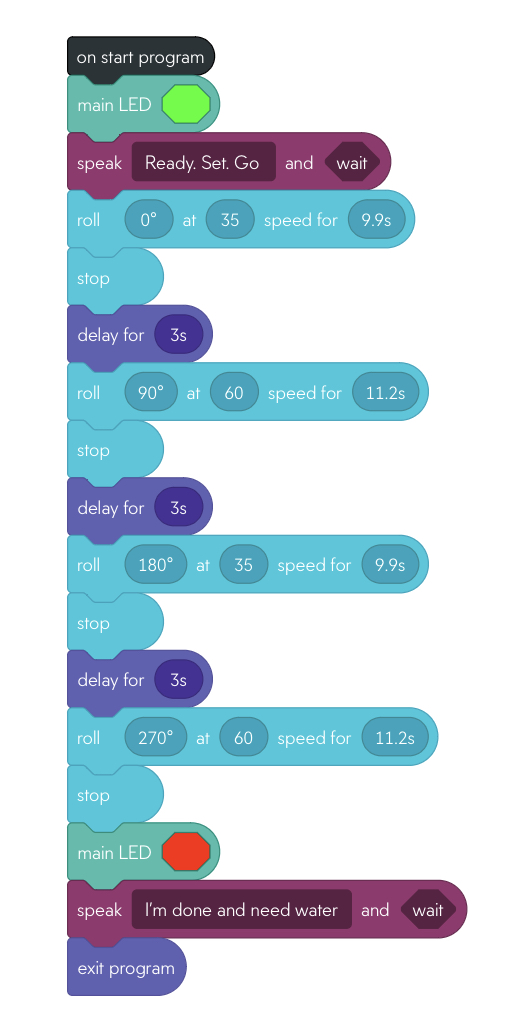 on start program
main LED
speak Ready. Set. Go and wait
roll 0° at 35 speed for 9.9s
stop
delay for 3s
roll 90° at 60 speed for 11.2s
stop
delay for 3s
roll 180° at 35 speed for 9.9s
stop
delay for 3s
roll 270° at 60 speed for 11.2s
stop
main LED
speak I'm done and need water and wait
exit program